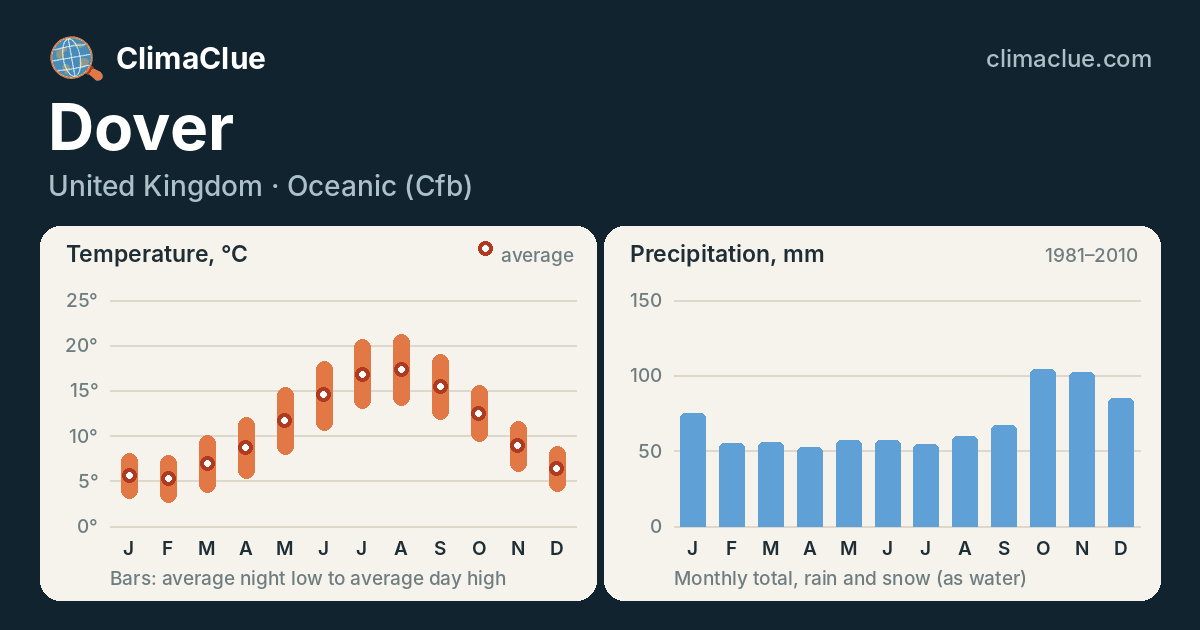 ClimaClue
climaclue.com
Dover
United Kingdom · Oceanic (Cfb)
Temperature, °C
average
25°
20°
15°
10°
5°
0°
J F M A M J J A S O N D
Bars: average night low to average day high
Precipitation, mm
1981–2010
150
100
50
0
J F M A M J J A S O N D
Monthly total, rain and snow (as water)